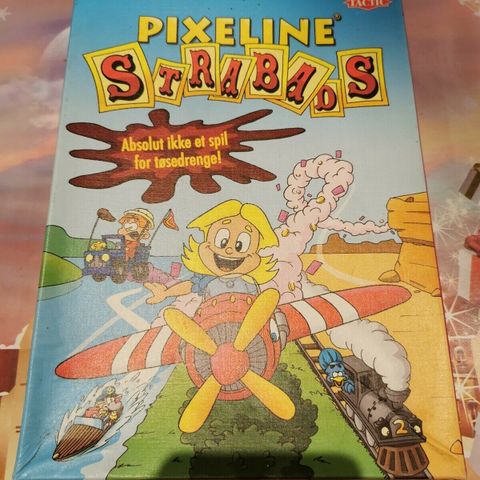 TACTIC
PIXELINE®
STRABADS
Absolut ikke et spil
for tøsedrenge!
2